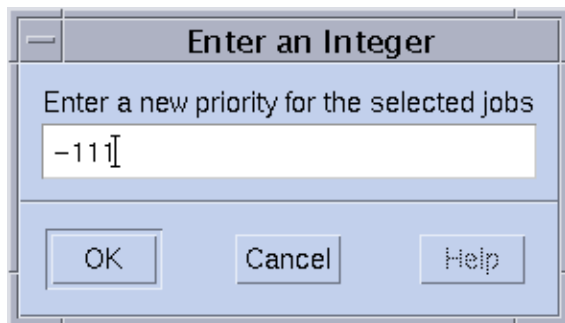 Enter an Integer
Enter a new priority for the selected jobs
-111
OK Cancel Help